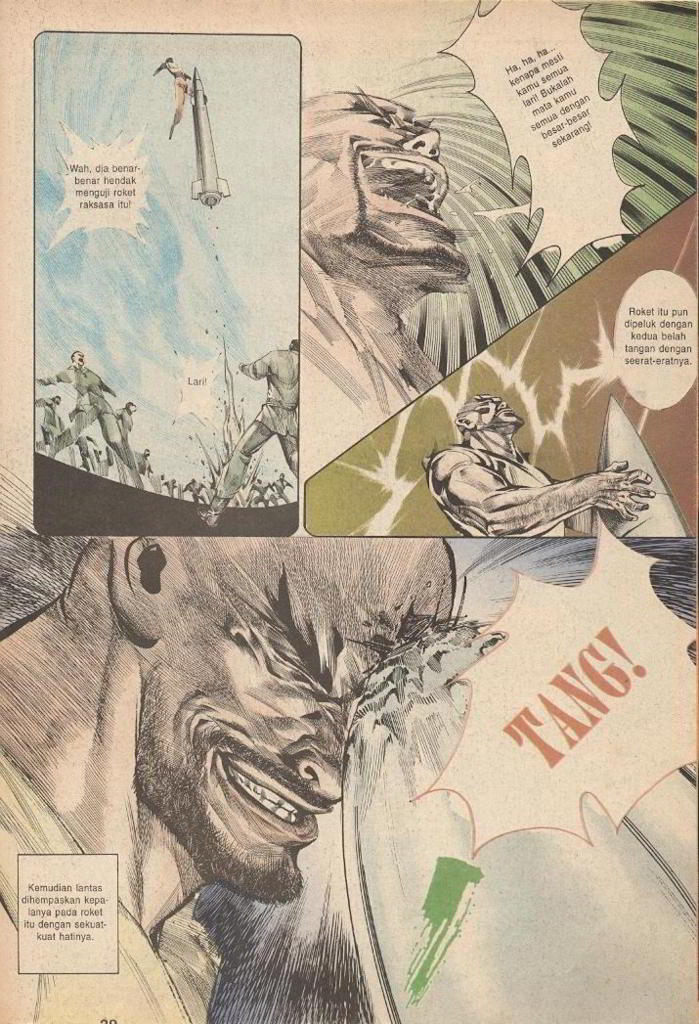 Wah, dia benar-
benar hendak
menguji roket
raksasa itu!
Lari!
Ha, ha, ha...
kenapa mesti
kamu semua
lari! Bukalah
mata kamu
semua dengan
besar-besar
sekarang!
Roket itu pun
dipeluk dengan
kedua belah
tangan dengan
seerat-eratnya.
TANG!
Kemudian lantas
dihempaskan kepa-
lanya pada roket
itu dengan sekuat-
kuat hatinya.